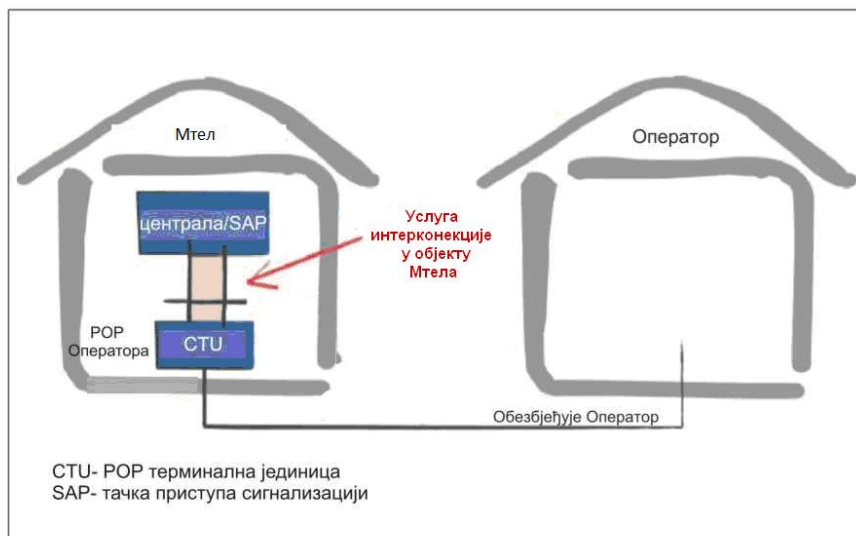 Мтел
Оператор
централа/SAP
Услуга
интерконекције
у објекту
Мтела
POP
Оператора
CTU
Обезбјеђује Оператор
CTU- POP терминална јединица
SAP- тачка приступа сигнализацији